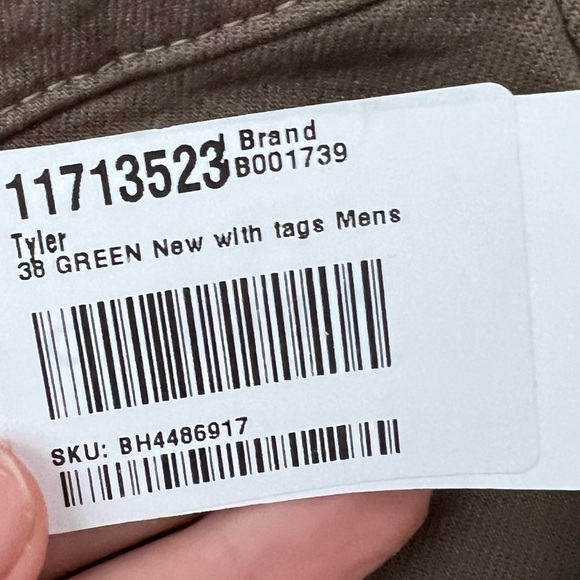 11713523
Brand
B001739
Tyler
38 GREEN New with tags Mens
SKU: BH4486917